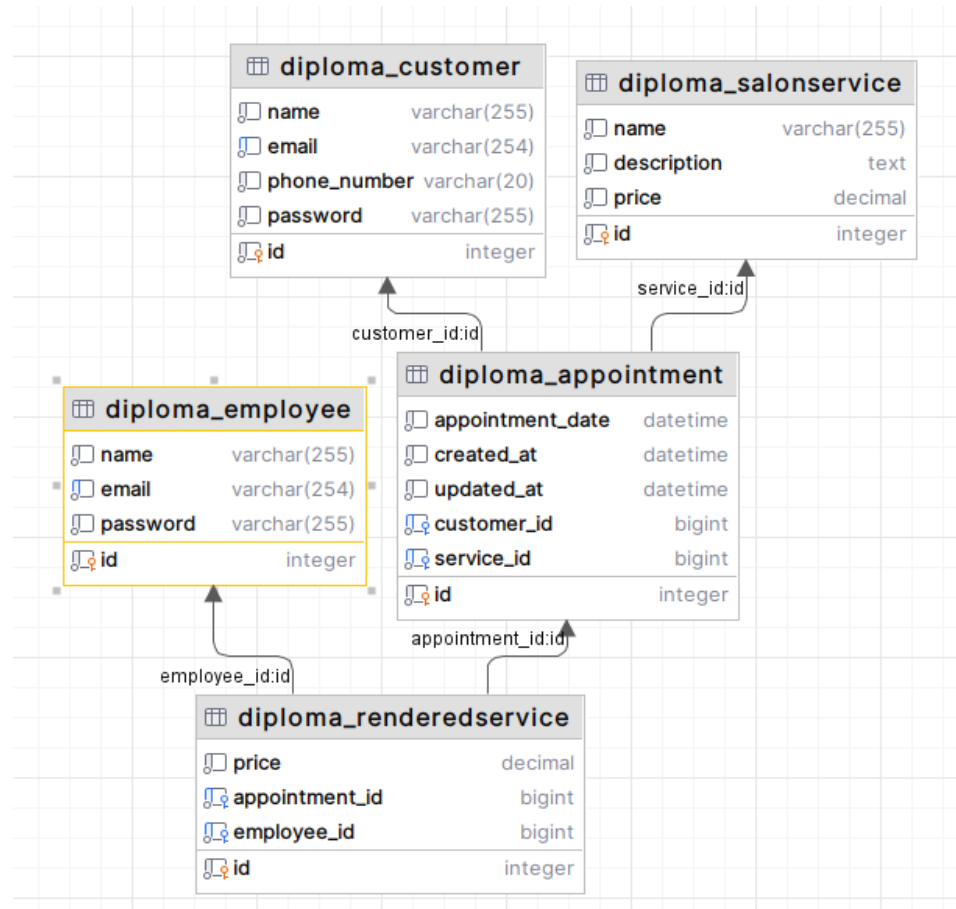 diploma_customer
name varchar(255)
email varchar(254)
phone_number varchar(20)
password varchar(255)
id integer
diploma_salonservice
name varchar(255)
description text
price decimal
id integer
service_id:id
customer_id:id
diploma_appointment
appointment_date datetime
created_at datetime
updated_at datetime
customer_id bigint
service_id bigint
id integer
diploma_employee
name varchar(255)
email varchar(254)
password varchar(255)
id integer
appointment_id:id
employee_id:id
diploma_renderedservice
price decimal
appointment_id bigint
employee_id bigint
id integer